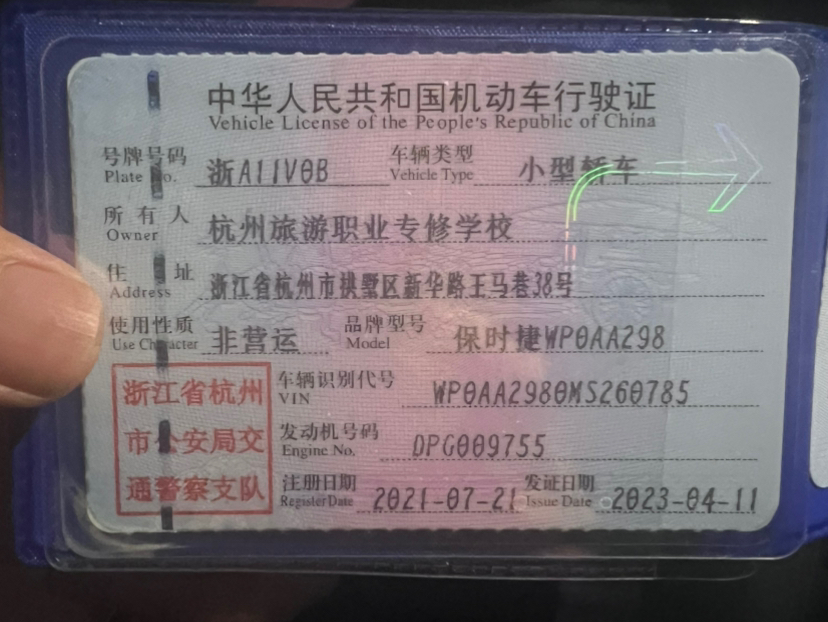 中华人民共和国机动车行驶证
Vehicle License of the People's Republic of China
号牌号码 浙A11V0B 车辆类型 小型轿车
Plate No. Vehicle Type
所有人 杭州旅游职业专修学校
Owner
住址 浙江省杭州市拱墅区新华路王马巷38号
Address
使用性质 非营运 品牌型号 保时捷WP0AA298
Use Character Model
浙江省杭州 车辆识别代号 WP0AA2980MS260785
VIN
市公安局交 发动机号码 DPG009755
Engine No.
通警察支队 注册日期 2021-07-21 发证日期 2023-04-11
Register Date Issue Date